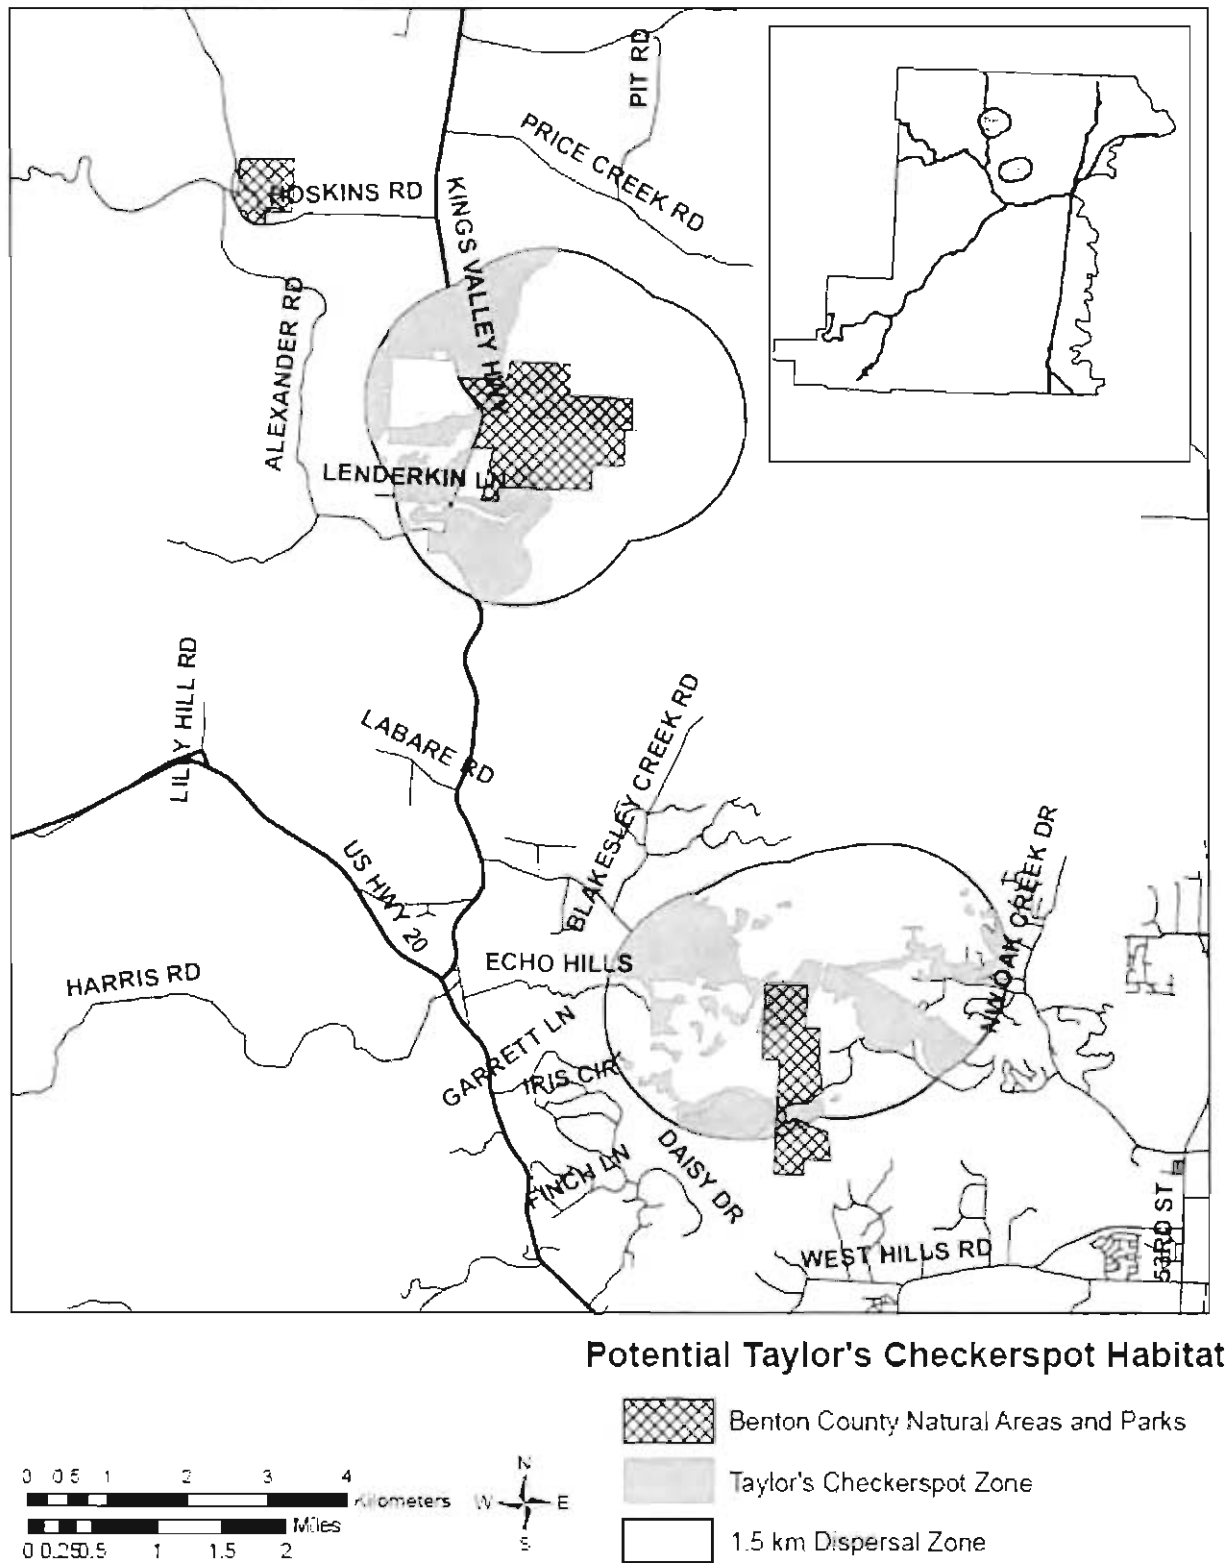 PIT RD
PRICE CREEK RD
HOSKINS RD
KINGS VALLEY HWY
ALEXANDER RD
LENDERKIN LN
LILLY HILL RD
LABARE RD
BLAKESLEY CREEK RD
US HWY 20
NW OAK CREEK DR
ECHO HILLS
HARRIS RD
GARRETT LN
IRIS CIR
DAISY DR
FINCH LN
53RD ST
WEST HILLS RD
Potential Taylor's Checkerspot Habitat
Benton County Natural Areas and Parks
Taylor's Checkerspot Zone
1.5 km Dispersal Zone
0 0.5 1 2 3 4
Kilometers
Miles
0 0.25 0.5 1 1.5 2
N
W E
S